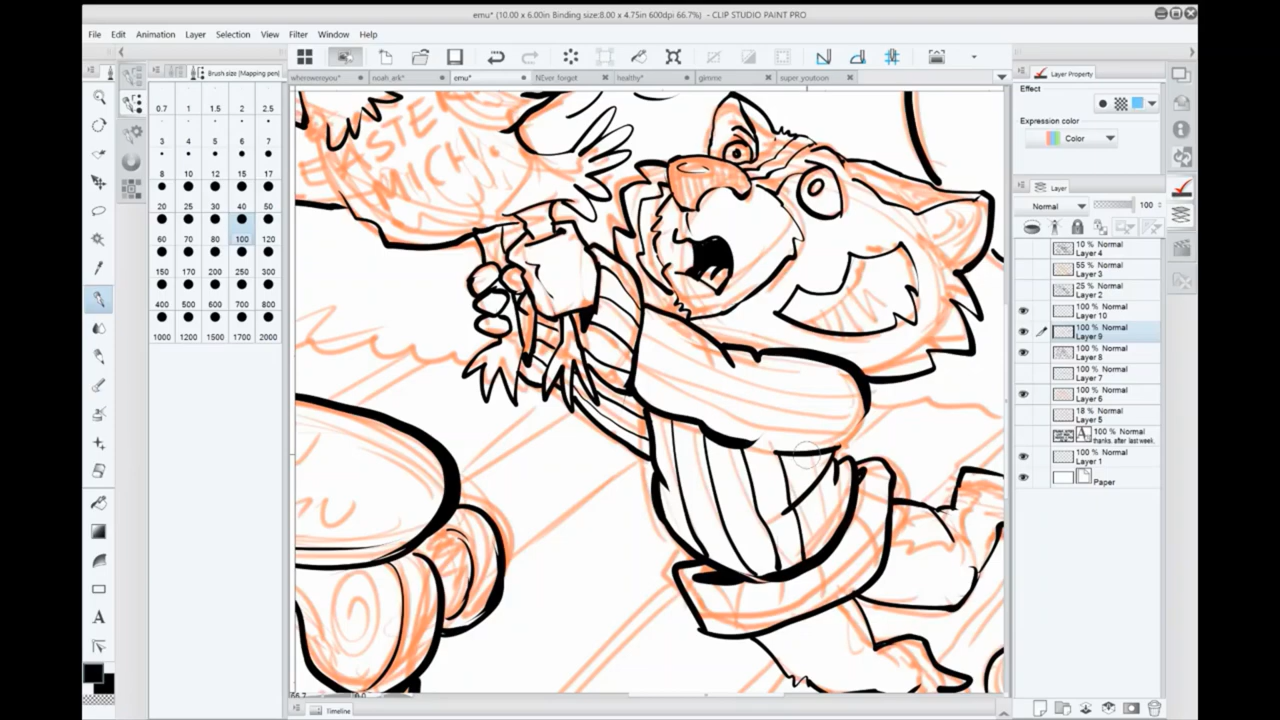 emu* (10.00 x 6.00in Binding size:8.00 x 4.75in 600dpi 66.7%) - CLIP STUDIO PAINT PRO
File Edit Animation Layer Selection View Filter Window Help
Brush size (Mapping pen)
wherewereyou* noah_ark* emu* NEver_forget healthy* gimme super youtoon
Layer Property
Effect
Expression color
Color
Layer
Normal 100
0.7 1 1.5 2 2.5
3 4 5 6 7
8 10 12 15 17
20 25 30 40 50
60 70 80 100 120
150 170 200 250 300
400 500 600 700 800
1000 1200 1500 1700 2000
EASTE
MICH.
10 % Normal
Layer 4
55 % Normal
Layer 3
25 % Normal
Layer 2
100 % Normal
Layer 10
100 % Normal
Layer 9
100 % Normal
Layer 8
100 % Normal
Layer 7
100 % Normal
Layer 6
18 % Normal
Layer 5
100 % Normal
thanks. after last week.
100 % Normal
Layer 1
Paper
66.7 0.0
Timeline